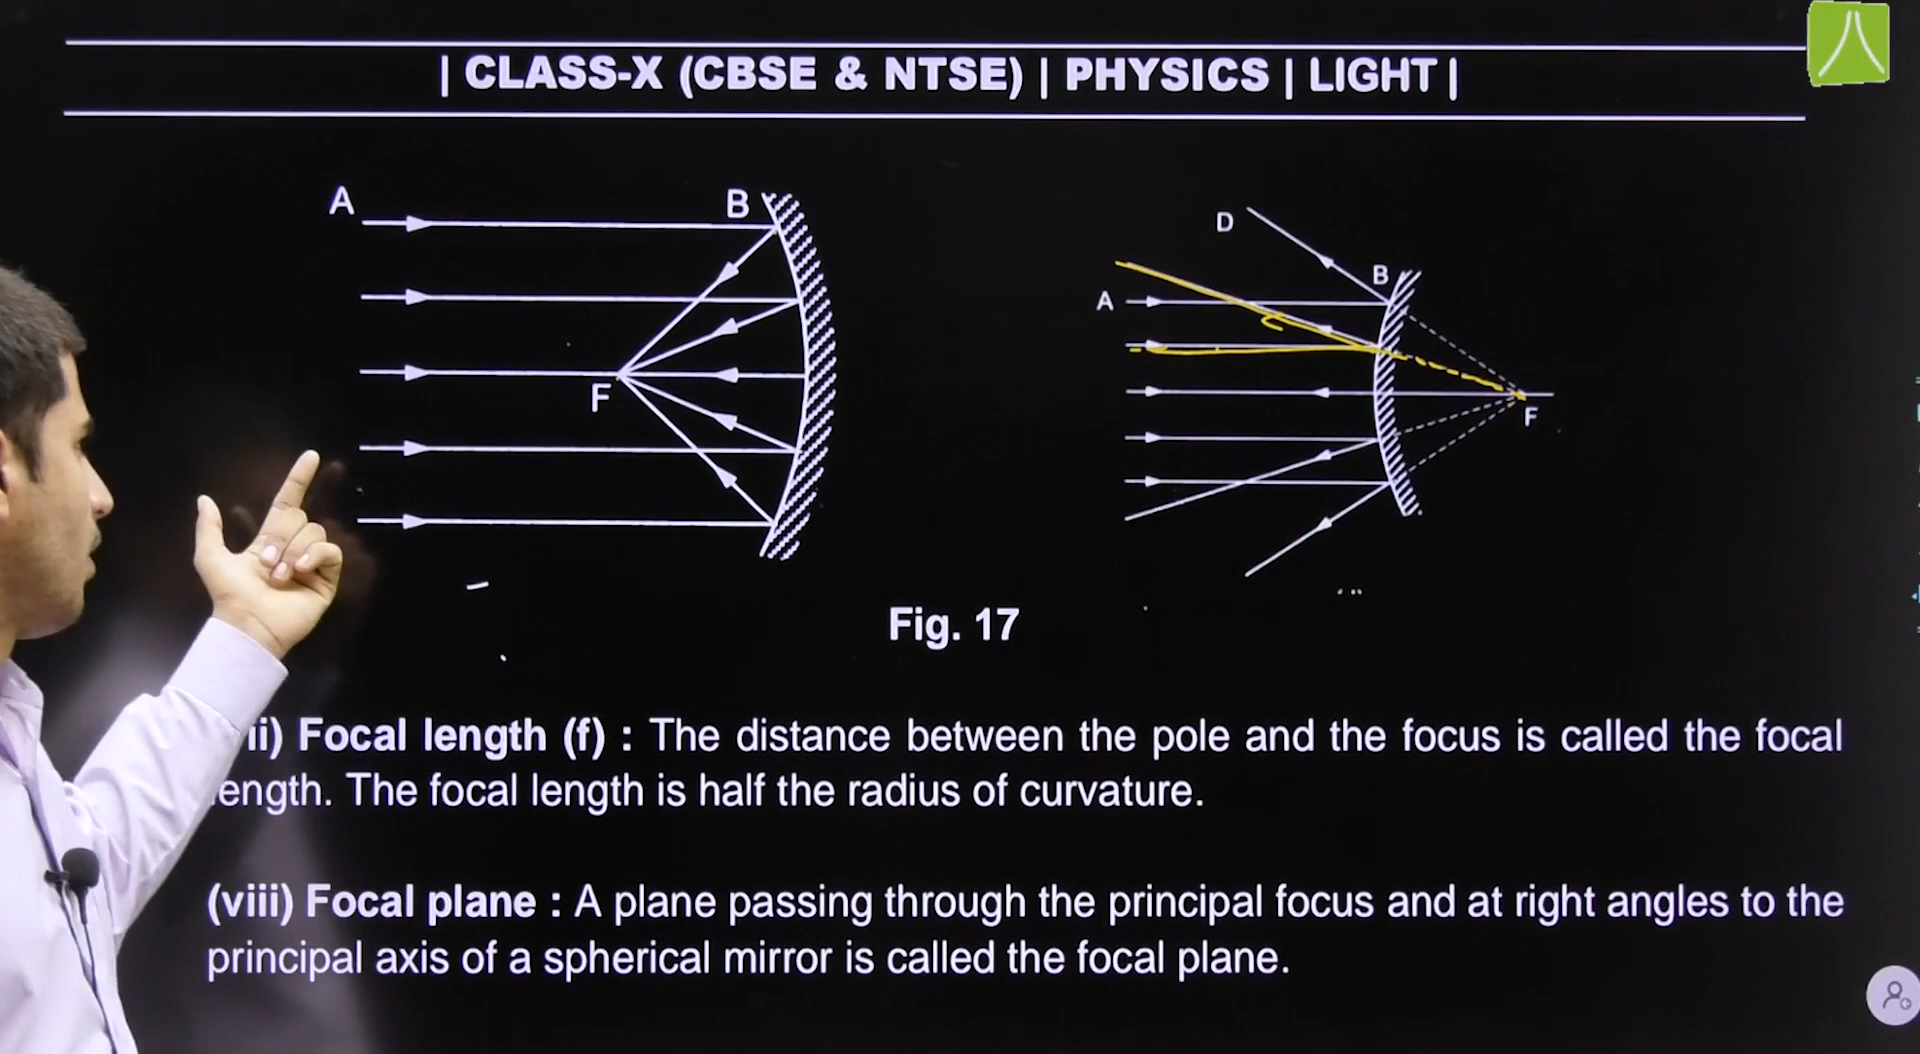 | CLASS-X (CBSE & NTSE) | PHYSICS | LIGHT |
A B
F
D
B
A
F
Fig. 17
ii) Focal length (f) : The distance between the pole and the focus is called the focal
ength. The focal length is half the radius of curvature.
(viii) Focal plane : A plane passing through the principal focus and at right angles to the
principal axis of a spherical mirror is called the focal plane.